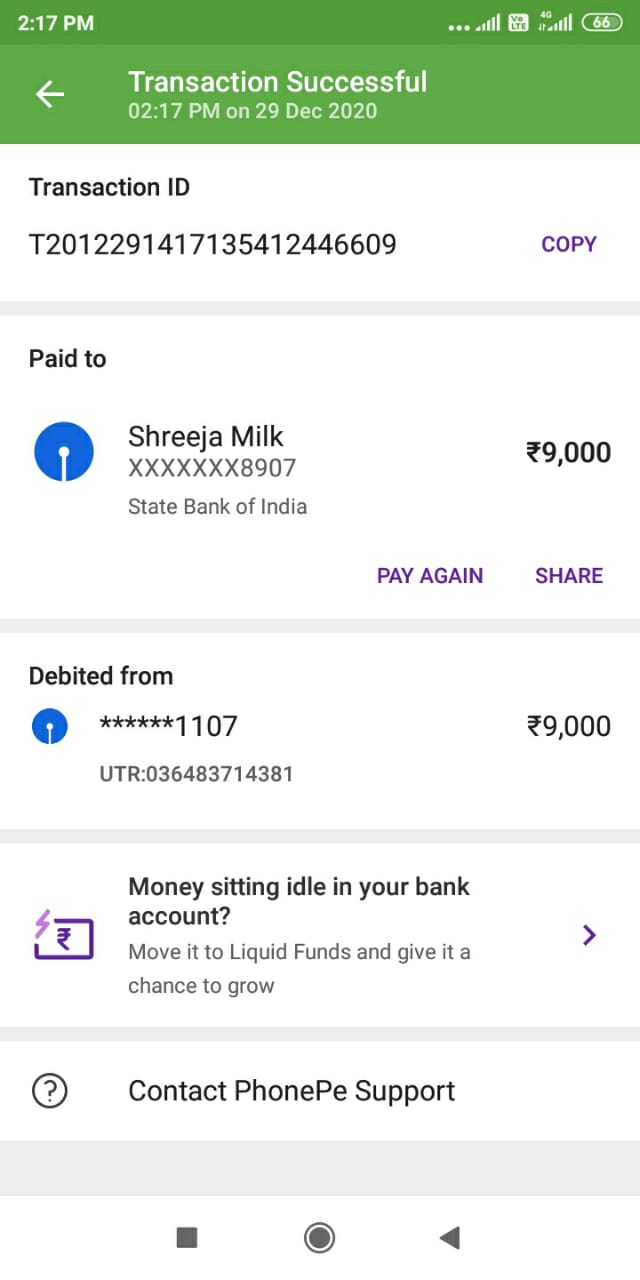 2:17 PM
Vo LTE 4G 66
Transaction Successful
02:17 PM on 29 Dec 2020
Transaction ID
T2012291417135412446609 COPY
Paid to
Shreeja Milk
XXXXXXX8907
₹9,000
State Bank of India
PAY AGAIN SHARE
Debited from
******1107 ₹9,000
UTR:036483714381
Money sitting idle in your bank
account?
₹
Move it to Liquid Funds and give it a
chance to grow
? Contact PhonePe Support